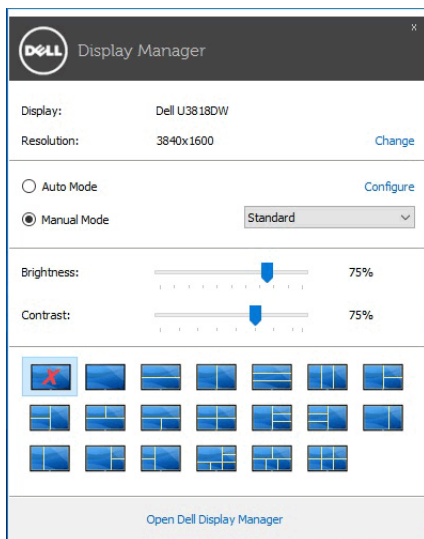 x
DELL Display Manager
Display: Dell U3818DW
Resolution: 3840x1600 Change
Auto Mode Configure
Manual Mode Standard
Brightness: 75%
Contrast: 75%
Open Dell Display Manager